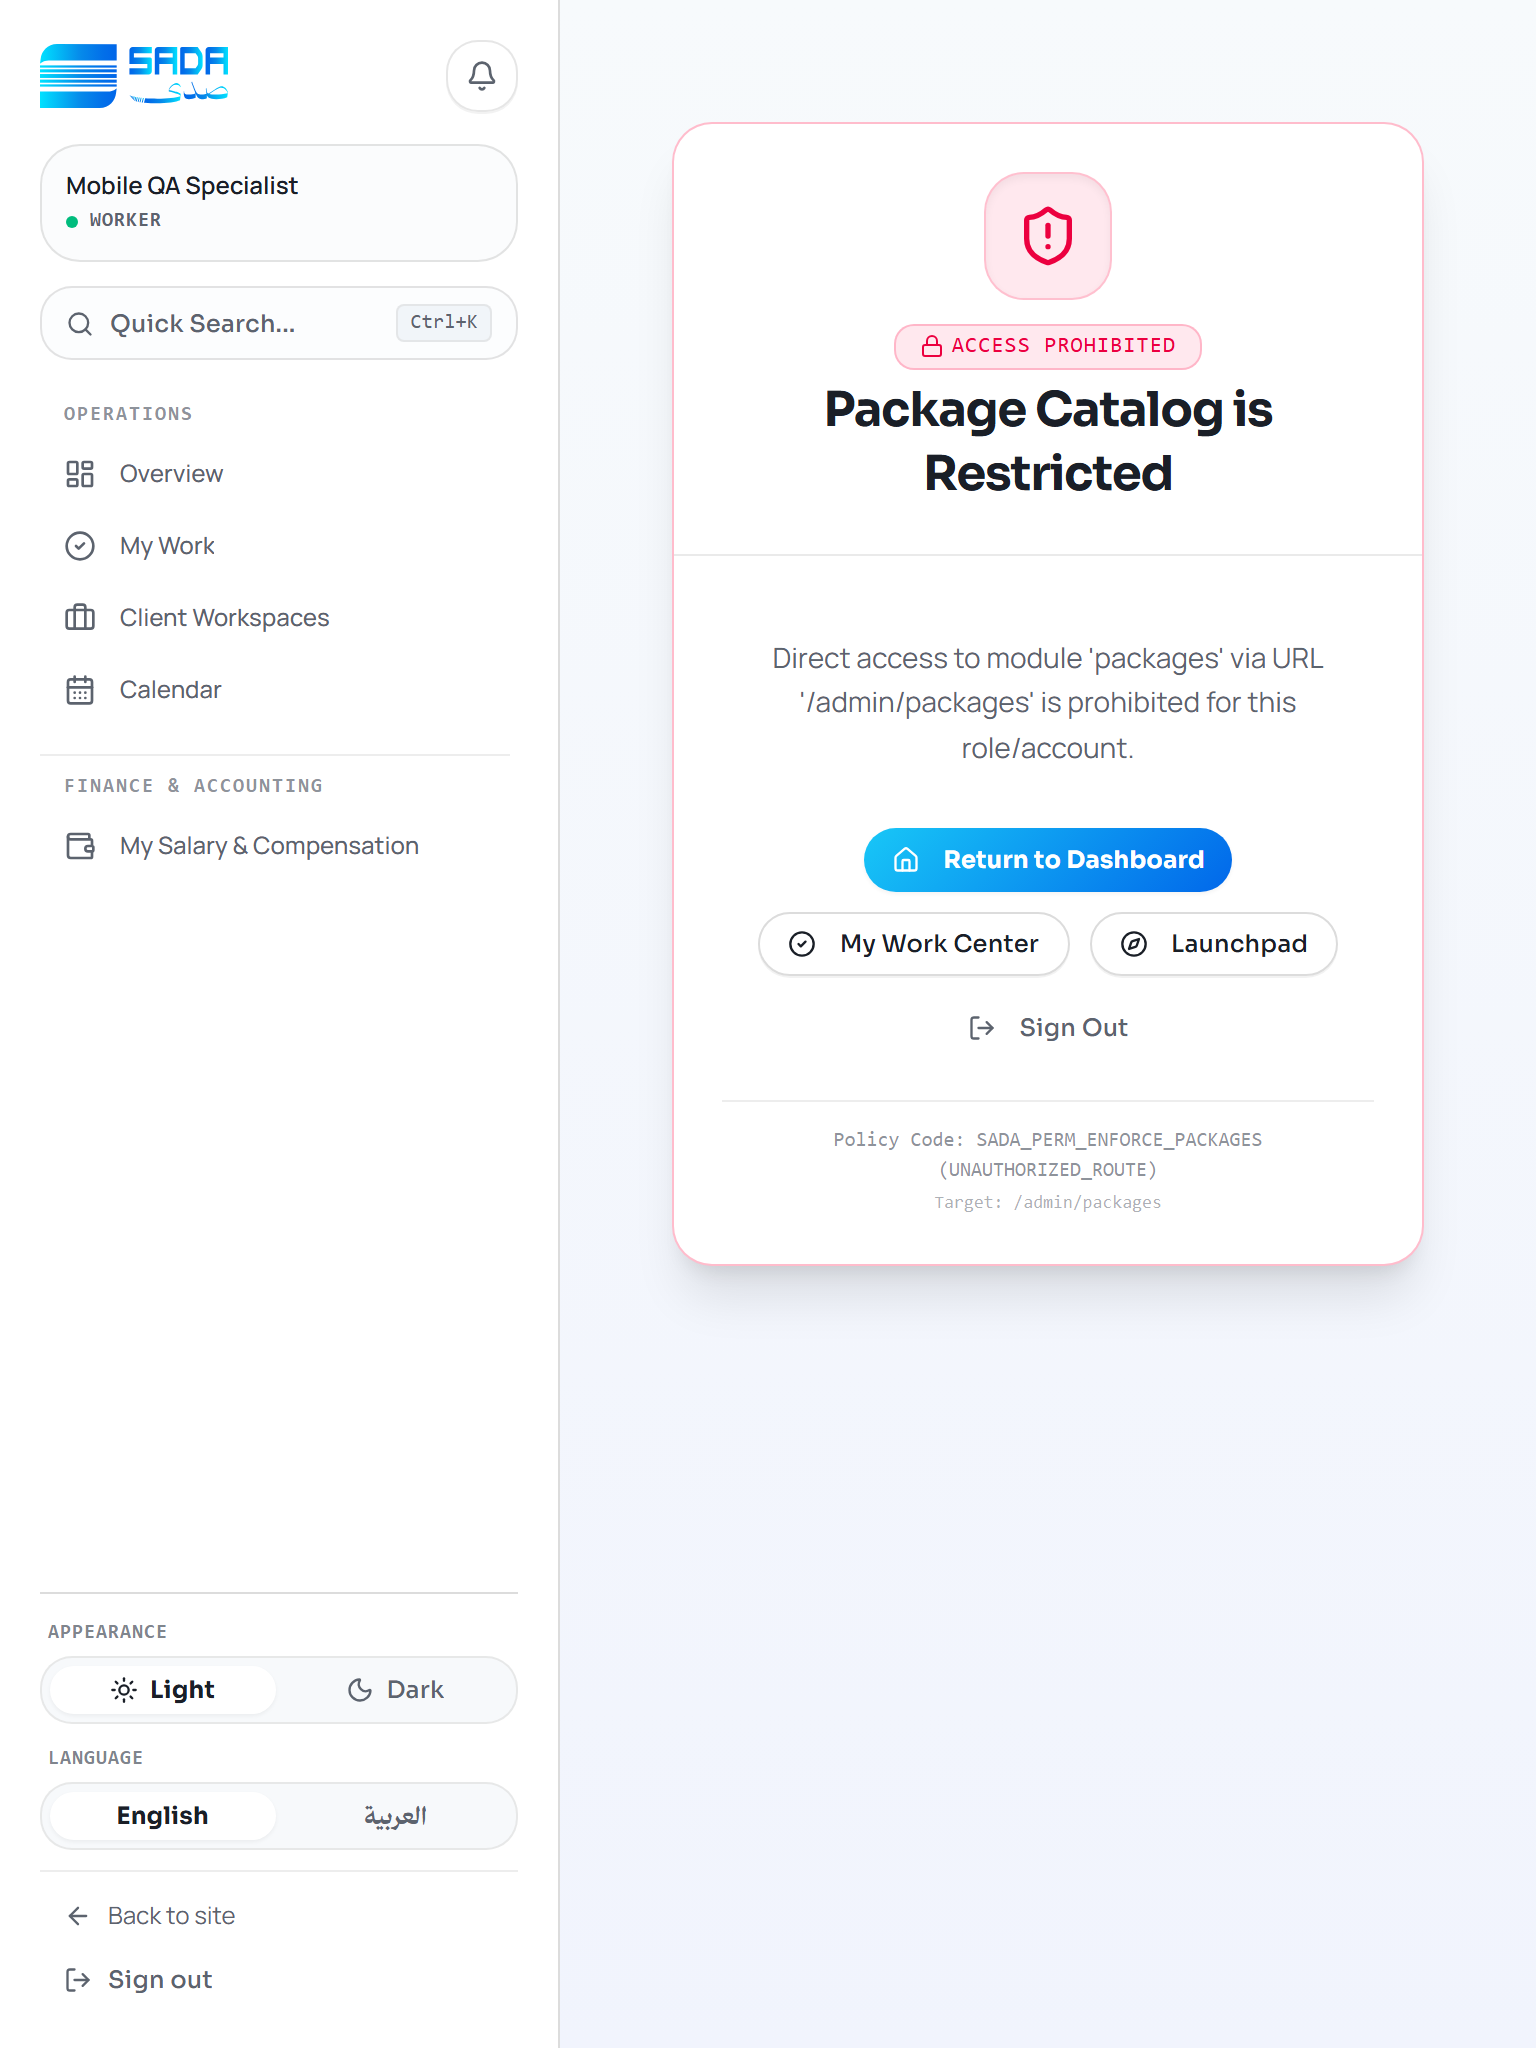 SADA
صدى
Mobile QA Specialist
WORKER
Quick Search... Ctrl+K
OPERATIONS
Overview
My Work
Client Workspaces
Calendar
FINANCE & ACCOUNTING
My Salary & Compensation
APPEARANCE
Light Dark
LANGUAGE
English العربية
Back to site
Sign out
ACCESS PROHIBITED
Package Catalog is
Restricted
Direct access to module 'packages' via URL
'/admin/packages' is prohibited for this
role/account.
Return to Dashboard
My Work Center Launchpad
Sign Out
Policy Code: SADA_PERM_ENFORCE_PACKAGES
(UNAUTHORIZED_ROUTE)
Target: /admin/packages